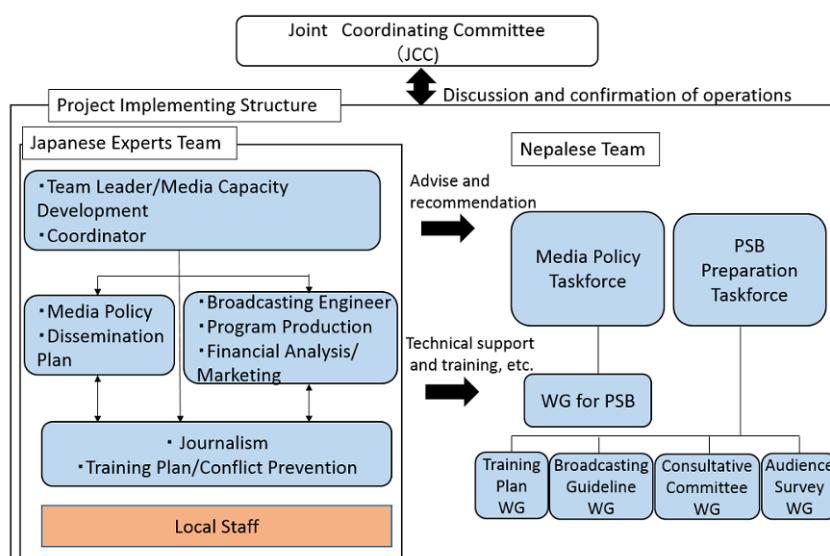 Joint Coordinating Committee
(JCC)
Discussion and confirmation of operations
Project Implementing Structure
Japanese Experts Team
・Team Leader/Media Capacity
Development
・Coordinator
・Media Policy
・Dissemination
Plan
・Broadcasting Engineer
・Program Production
・Financial Analysis/
Marketing
・Journalism
・Training Plan/Conflict Prevention
Local Staff
Advise and
recommendation
Technical support
and training, etc.
Nepalese Team
Media Policy
Taskforce
PSB
Preparation
Taskforce
WG for PSB
Training
Plan
WG
Broadcasting
Guideline
WG
Consultative
Committee
WG
Audience
Survey
WG